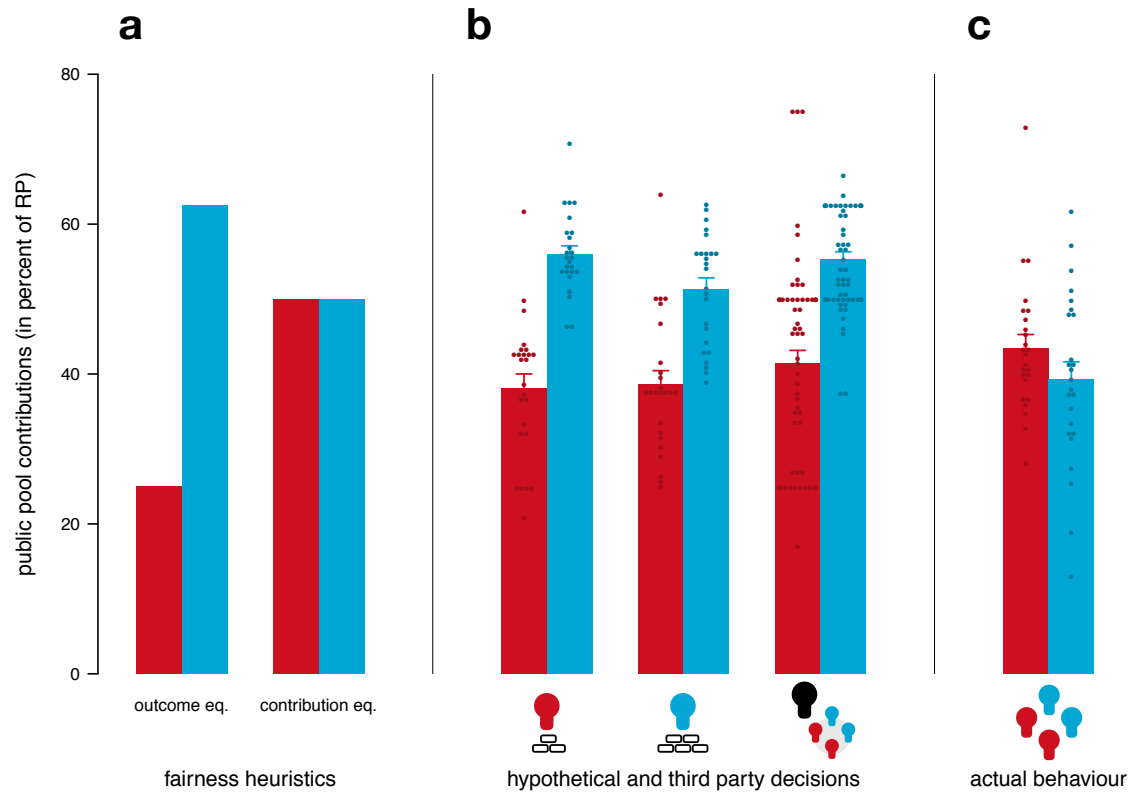 a
b
c
public pool contributions (in percent of RP)
80
60
40
20
0
outcome eq.
contribution eq.
fairness heuristics
hypothetical and third party decisions
actual behaviour